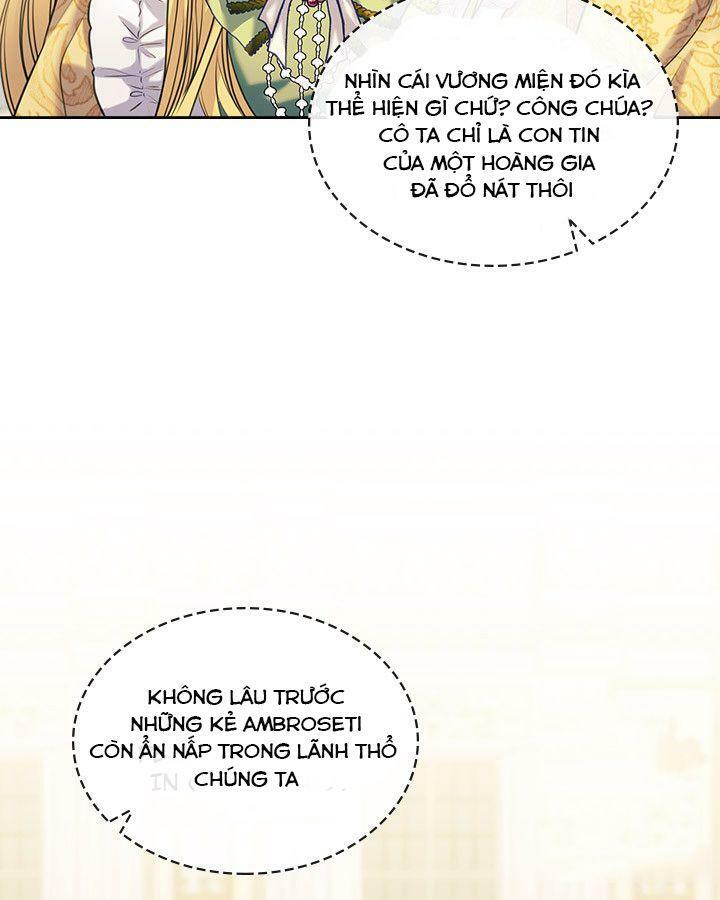 NHÌN CÁI VƯƠNG MIỆN ĐÓ KÌA
THỂ HIỆN GÌ CHỨ? CÔNG CHÚA?
CÔ TA CHỈ LÀ CON TIN
CỦA MỘT HOÀNG GIA
ĐÃ ĐỔ NÁT THÔI
KHÔNG LÂU TRƯỚC
NHỮNG KẺ AMBROSETI
CÒN ẨN NẤP TRONG LÃNH THỔ
CHÚNG TA